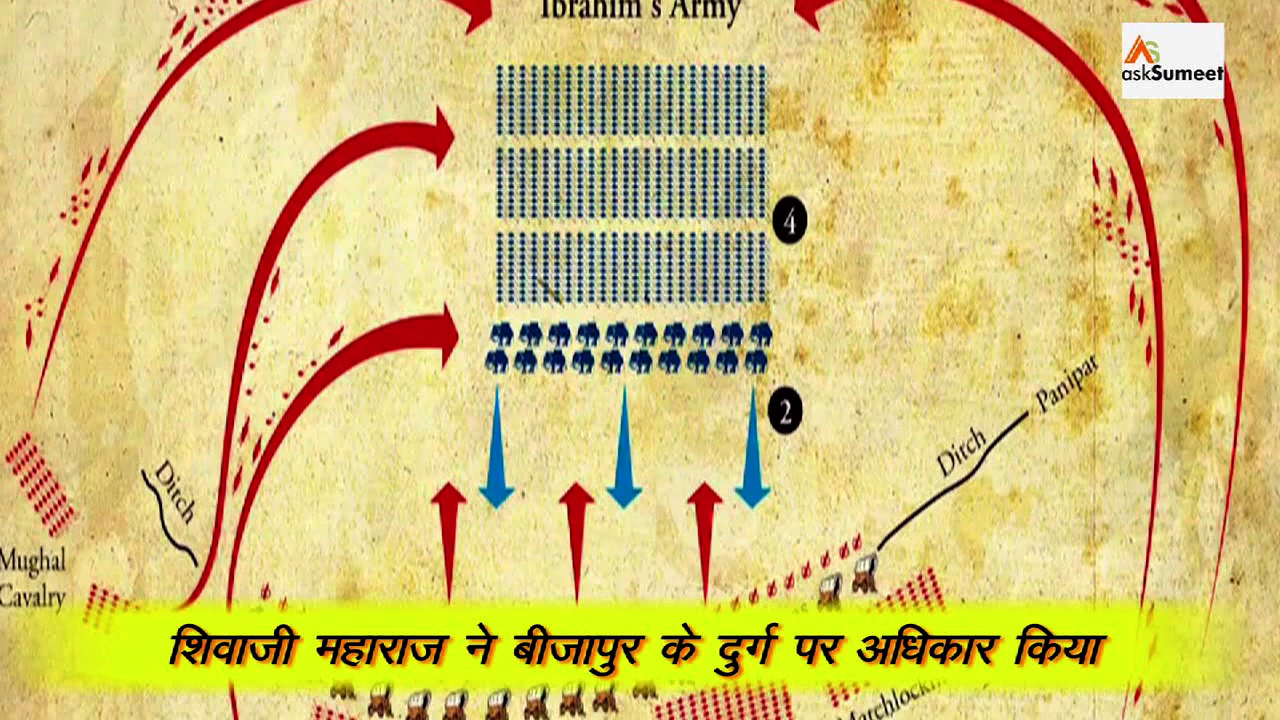 Ibrahim's Army
askSumeet
4
2
Panipat
Ditch
Ditch
Mughal
Cavalry
शिवाजी महाराज ने बीजापुर के दुर्ग पर अधिकार किया